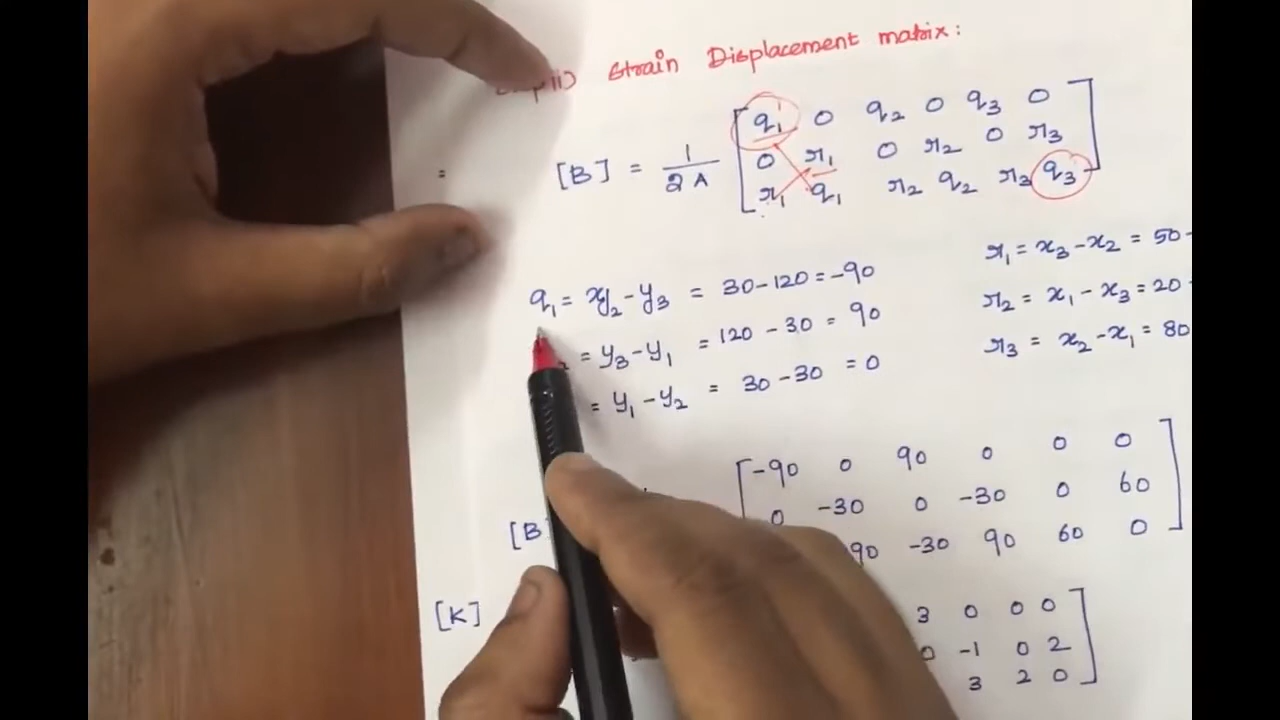 Strain Displacement matrix:
[B] = 1/2A [q₁ 0 q₂ 0 q₃ 0
0 r₁ 0 r₂ 0 r₃
r₁ q₁ r₂ q₂ r₃ q₃]
q₁ = y₂ - y₃ = 30 - 120 = -90
r₁ = x₃ - x₂ = 50 -
₂ = y₃ - y₁ = 120 - 30 = 90
r₂ = x₁ - x₃ = 20 -
= y₁ - y₂ = 30 - 30 = 0
r₃ = x₂ - x₁ = 80
[-90 0 90 0 0 0
[B] 0 -30 0 -30 0 60
90 -30 90 60 0]
[K] 3 0 0 0
0 -1 0 2
3 2 0]